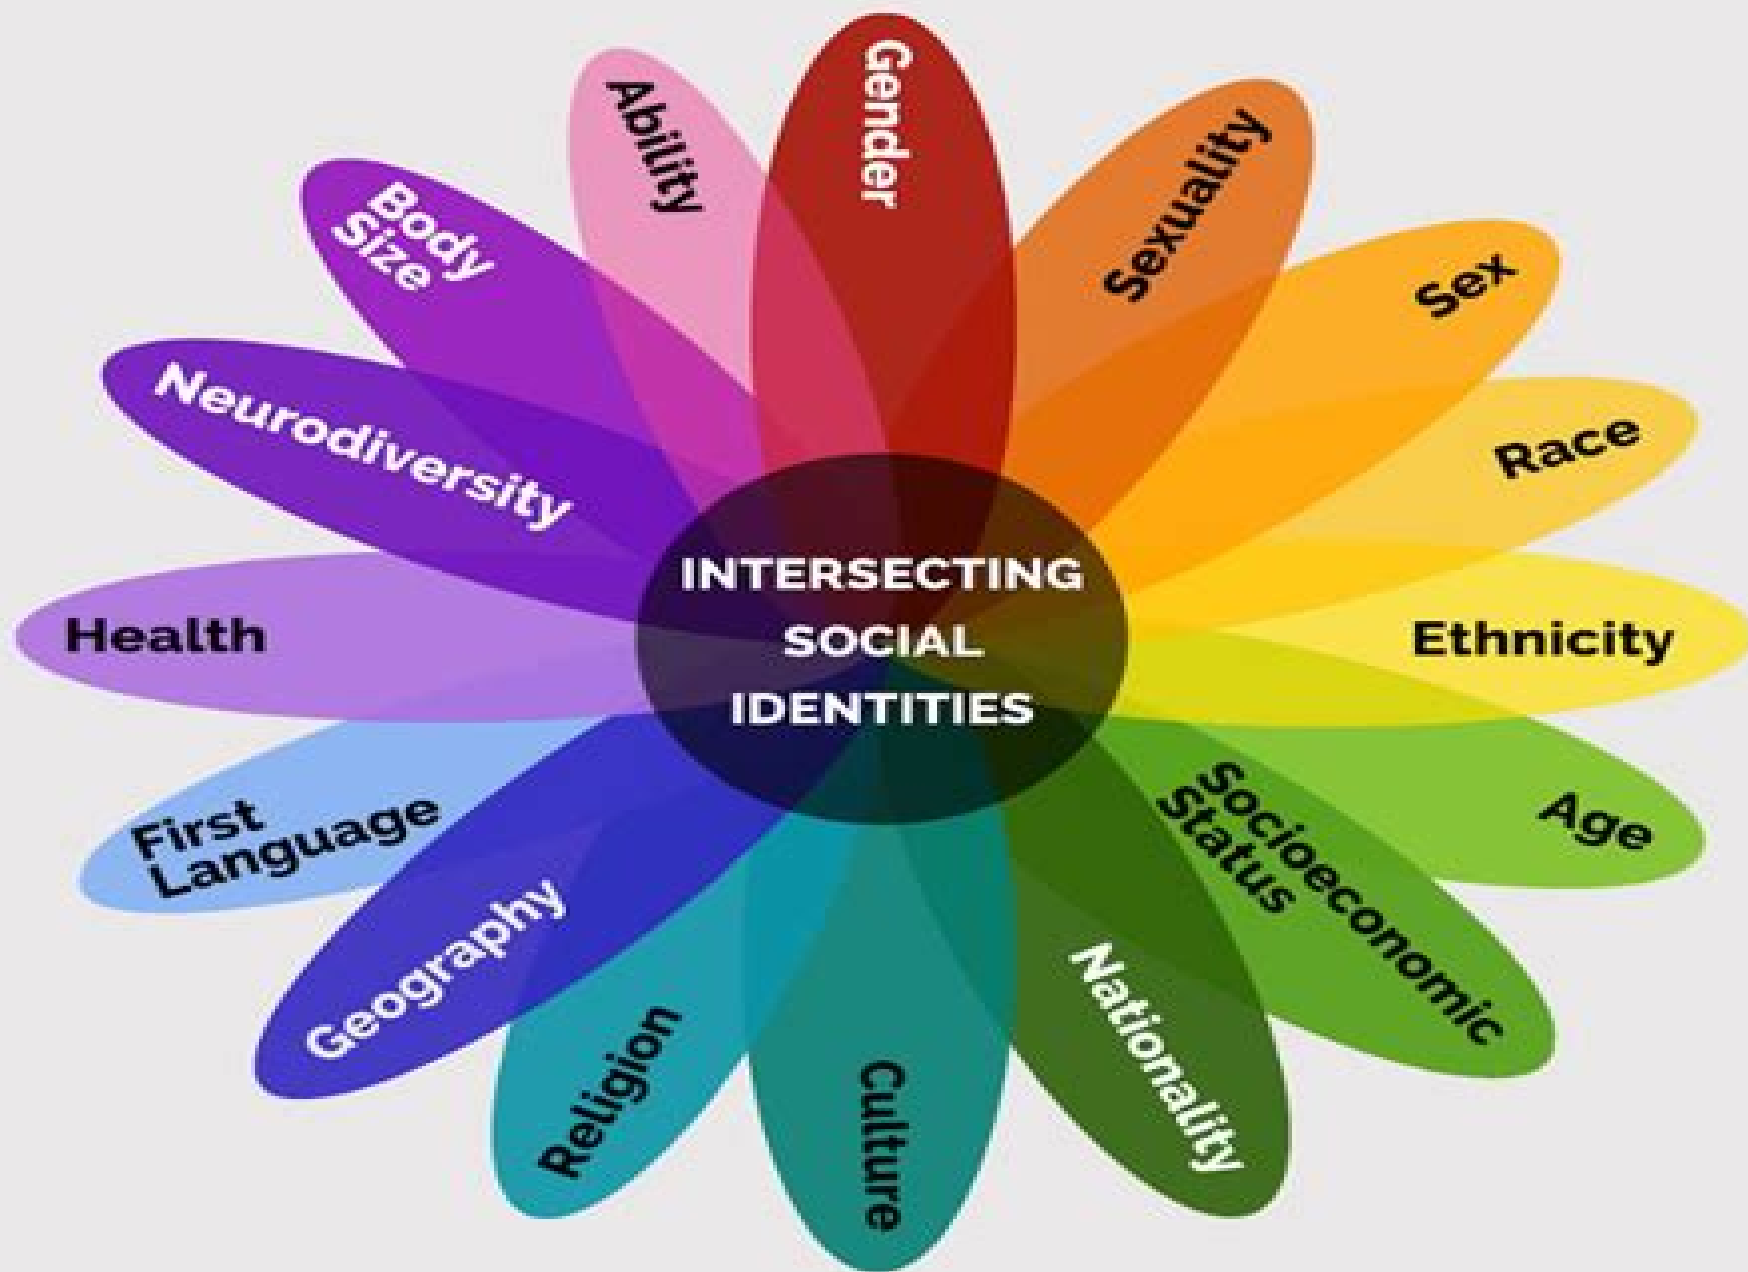 Gender
Sexuality
Sex
Race
Ethnicity
Age
Socioeconomic
Status
Nationality
Culture
Religion
Geography
First
Language
Health
Neurodiversity
Body
Size
Ability
INTERSECTING
SOCIAL
IDENTITIES